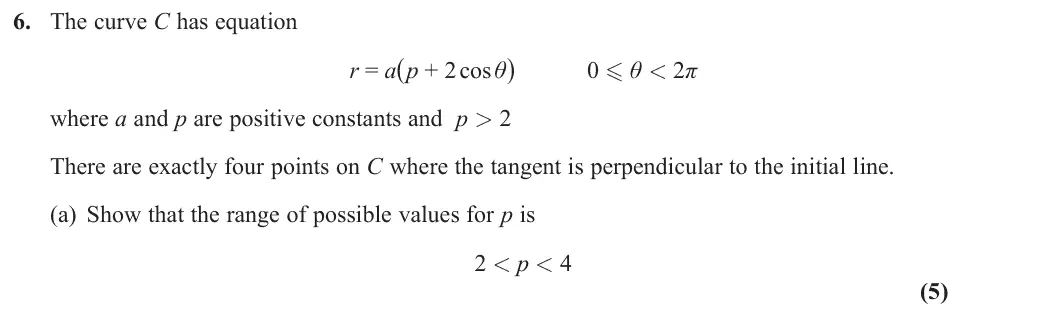 6. The curve C has equation
r = a(p + 2 cos θ) 0 ⩽ θ < 2π
where a and p are positive constants and p > 2
There are exactly four points on C where the tangent is perpendicular to the initial line.
(a) Show that the range of possible values for p is
2 < p < 4
(5)